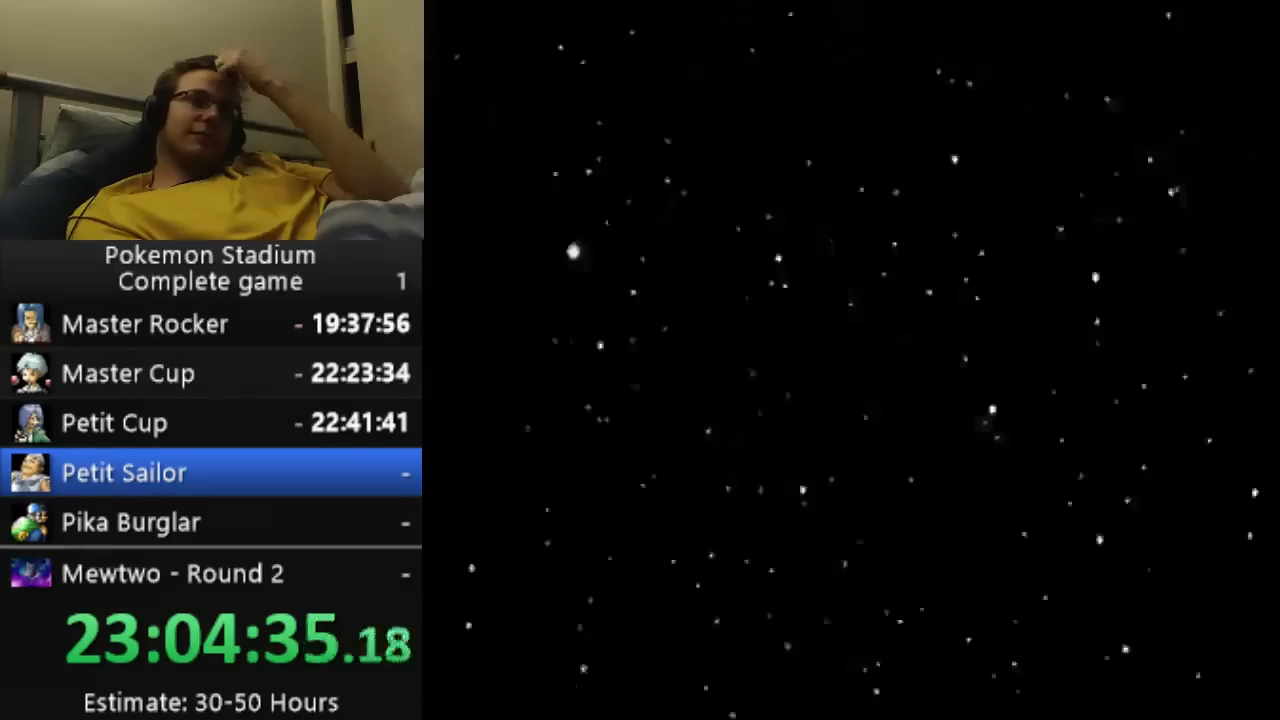 Pokemon Stadium
Complete game 1
Master Rocker - 19:37:56
Master Cup - 22:23:34
Petit Cup - 22:41:41
Petit Sailor -
Pika Burglar -
Mewtwo - Round 2 -
23:04:35.18
Estimate: 30-50 Hours